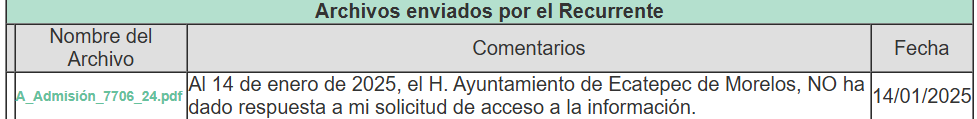 Archivos enviados por el Recurrente
Nombre del
Archivo
Comentarios
Fecha
A_Admisión_7706_24.pdf
Al 14 de enero de 2025, el H. Ayuntamiento de Ecatepec de Morelos, NO ha
dado respuesta a mi solicitud de acceso a la información.
14/01/2025